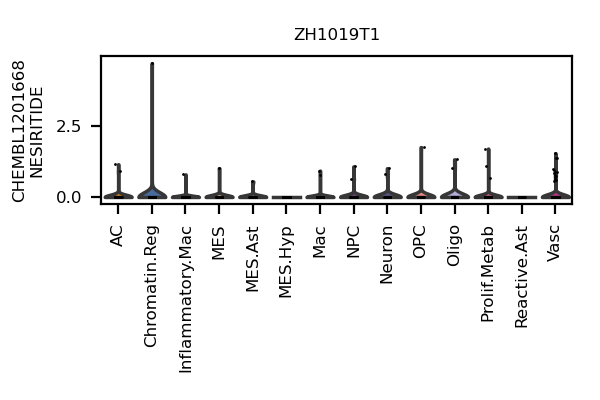 ZH1019T1
CHEMBL1201668
NESIRITIDE
2.5
0.0
AC
Chromatin.Reg
Inflammatory.Mac
MES
MES.Ast
MES.Hyp
Mac
NPC
Neuron
OPC
Oligo
Prolif.Metab
Reactive.Ast
Vasc